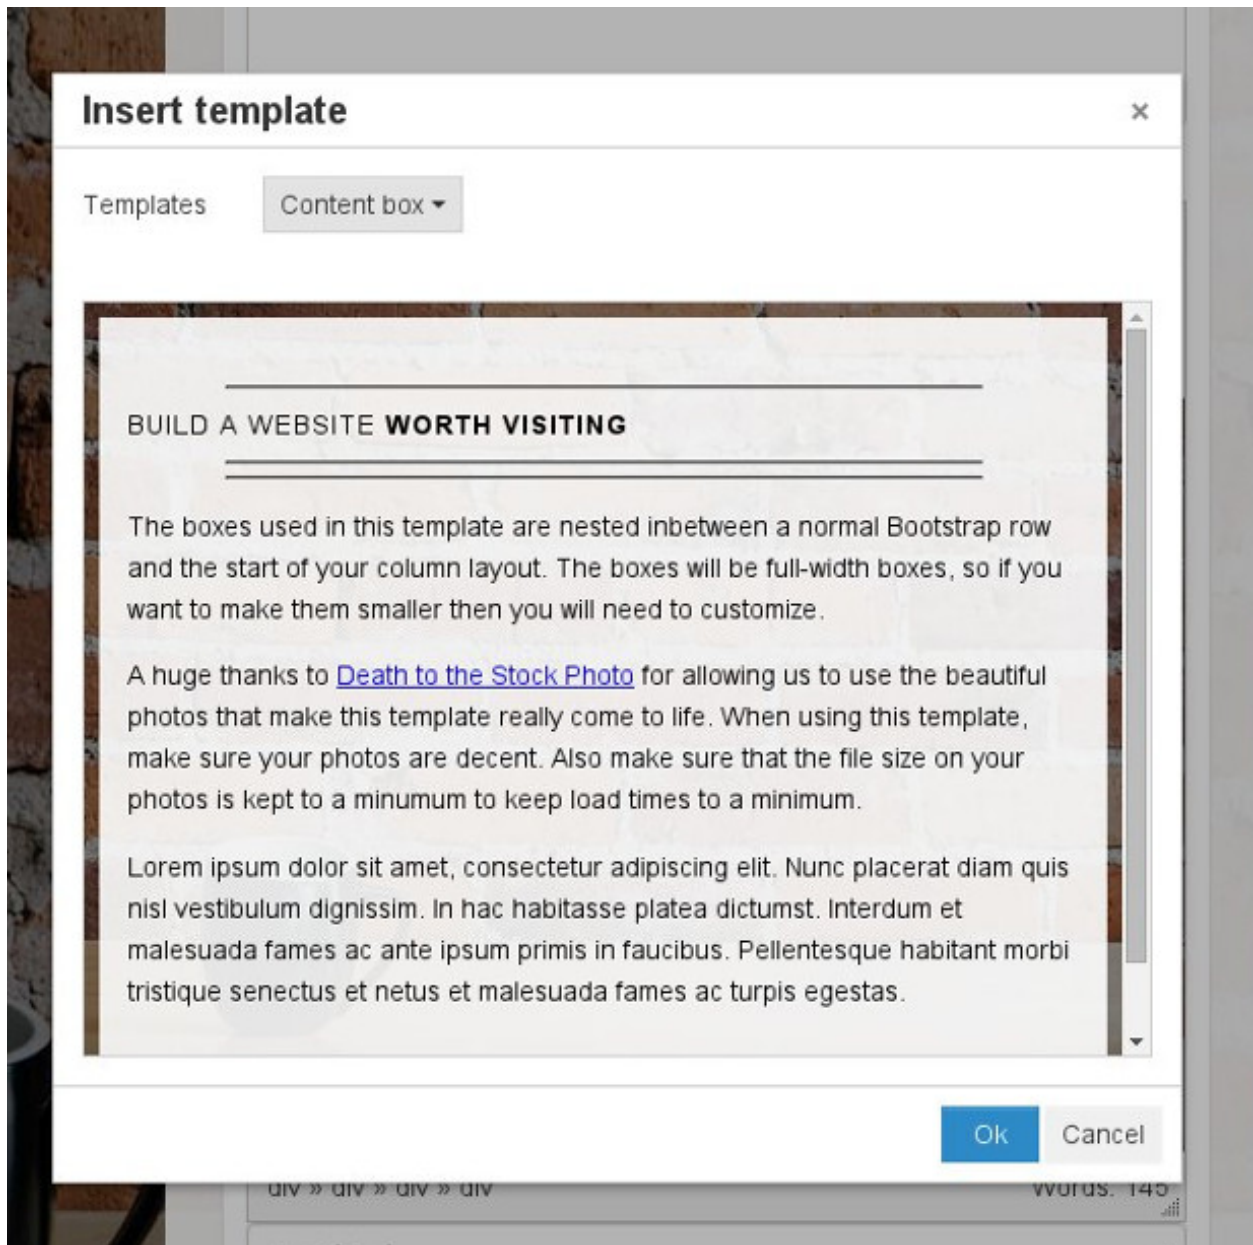 Insert template
×
Templates
Content box
BUILD A WEBSITE WORTH VISITING
The boxes used in this template are nested inbetween a normal Bootstrap row
and the start of your column layout. The boxes will be full-width boxes, so if you
want to make them smaller then you will need to customize.
A huge thanks to Death to the Stock Photo for allowing us to use the beautiful
photos that make this template really come to life. When using this template,
make sure your photos are decent. Also make sure that the file size on your
photos is kept to a minumum to keep load times to a minimum.
Lorem ipsum dolor sit amet, consectetur adipiscing elit. Nunc placerat diam quis
nisl vestibulum dignissim. In hac habitasse platea dictumst. Interdum et
malesuada fames ac ante ipsum primis in faucibus. Pellentesque habitant morbi
tristique senectus et netus et malesuada fames ac turpis egestas.
Ok Cancel
div » div » div » div Words: 145